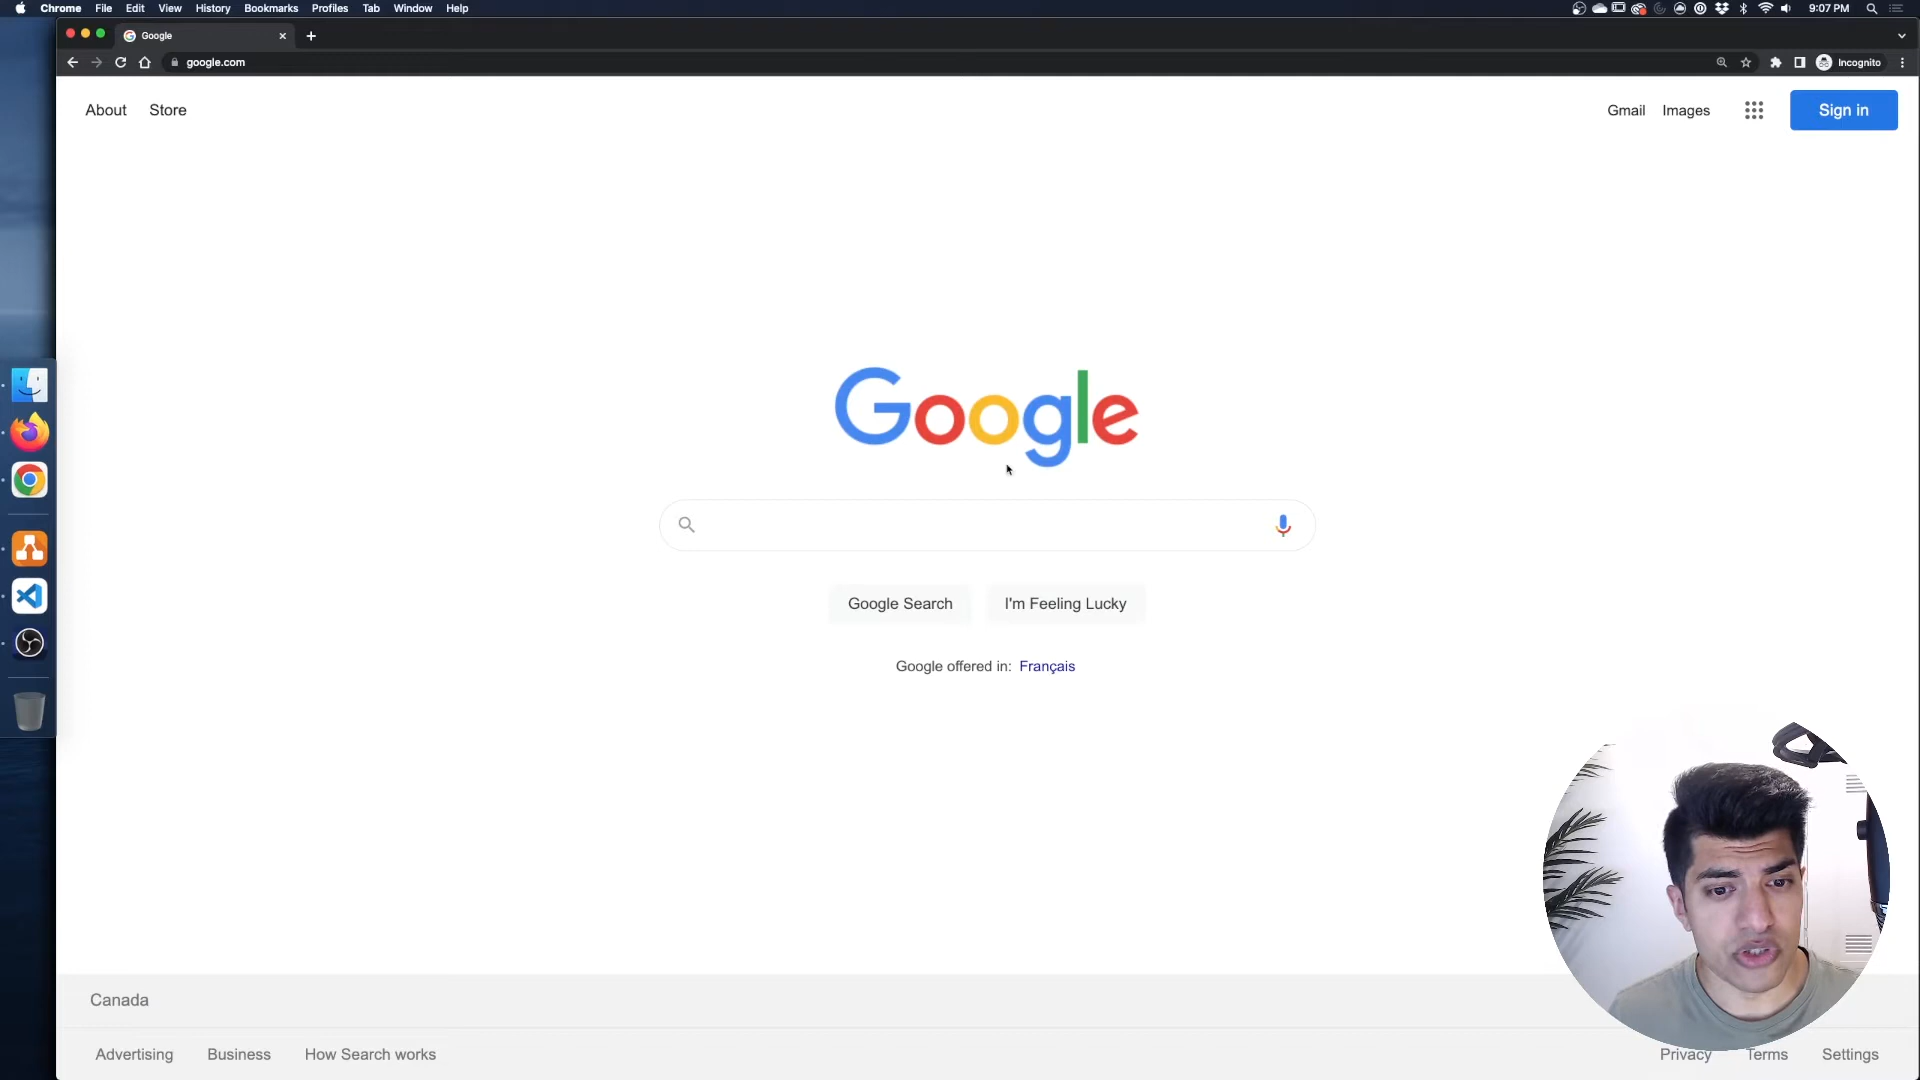 Chrome File Edit View History Bookmarks Profiles Tab Window Help 9:07 PM
Google
google.com Incognito
About Store Gmail Images Sign in
Google
Google Search I'm Feeling Lucky
Google offered in: Français
Canada
Advertising Business How Search works Privacy Terms Settings